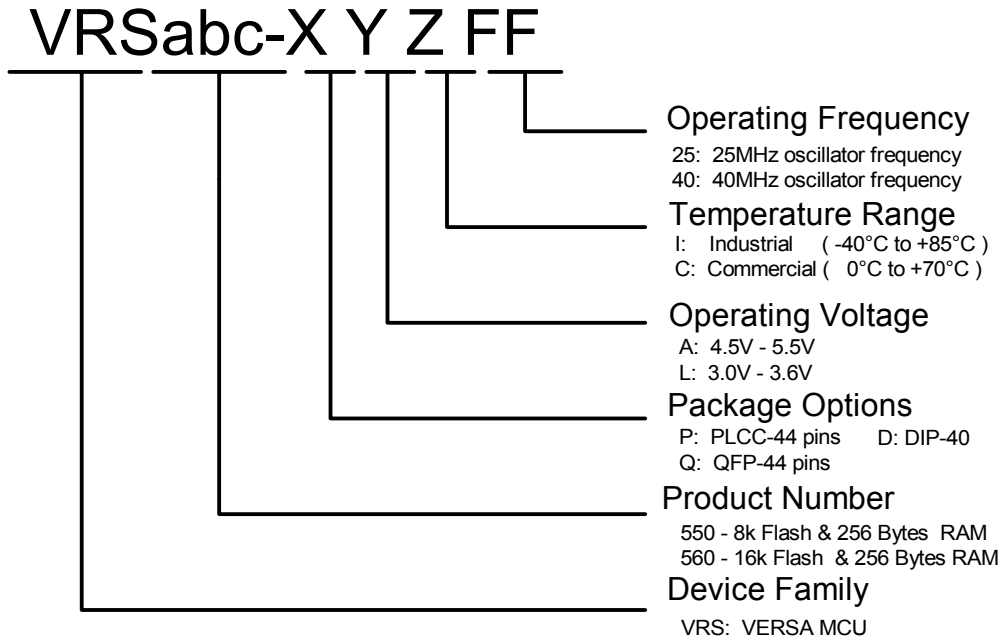 VRSabc-X Y Z FF
Operating Frequency
25: 25MHz oscillator frequency
40: 40MHz oscillator frequency
Temperature Range
I: Industrial ( -40°C to +85°C )
C: Commercial ( 0°C to +70°C )
Operating Voltage
A: 4.5V - 5.5V
L: 3.0V - 3.6V
Package Options
P: PLCC-44 pins D: DIP-40
Q: QFP-44 pins
Product Number
550 - 8k Flash & 256 Bytes RAM
560 - 16k Flash & 256 Bytes RAM
Device Family
VRS: VERSA MCU